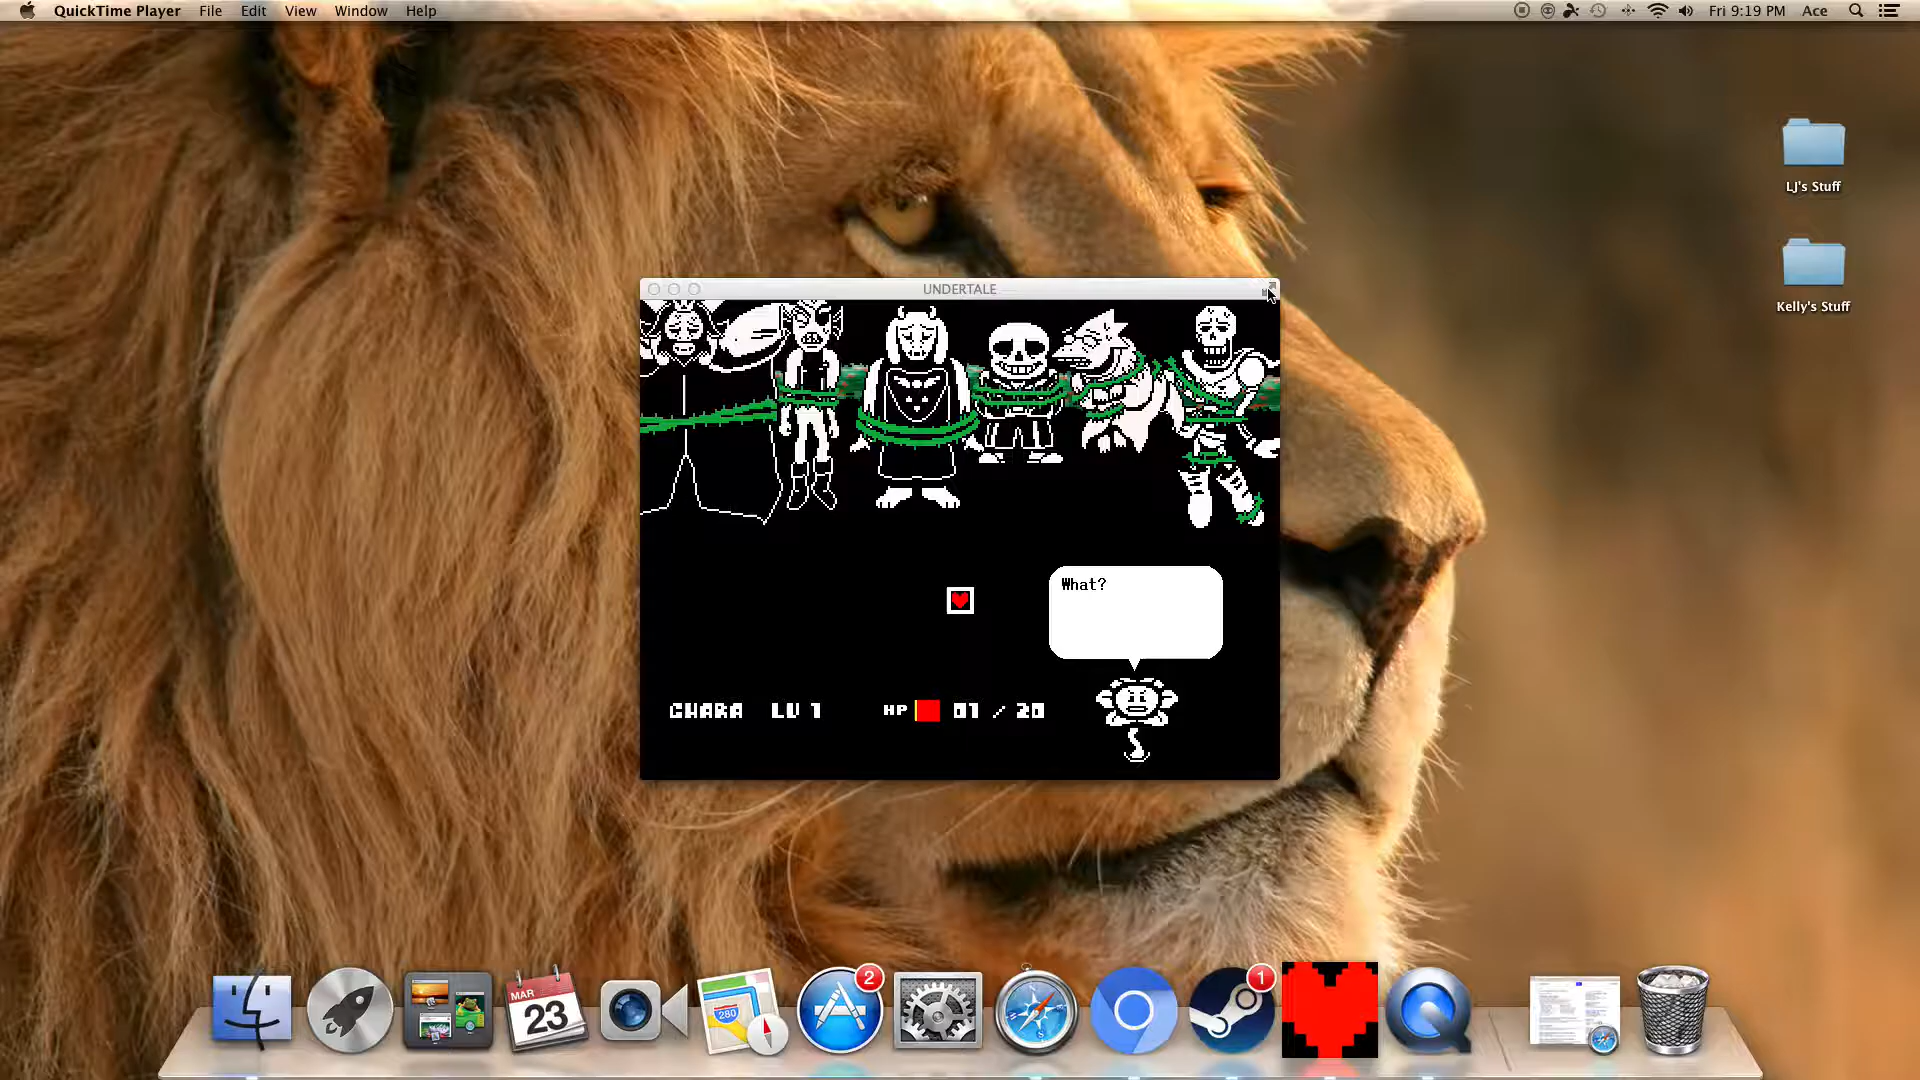 QuickTime Player File Edit View Window Help
Fri 9:19 PM Ace
LJ's Stuff
Kelly's Stuff
UNDERTALE
What?
CHARA LV 1 HP 01 / 20
MAR
23
280
2
1